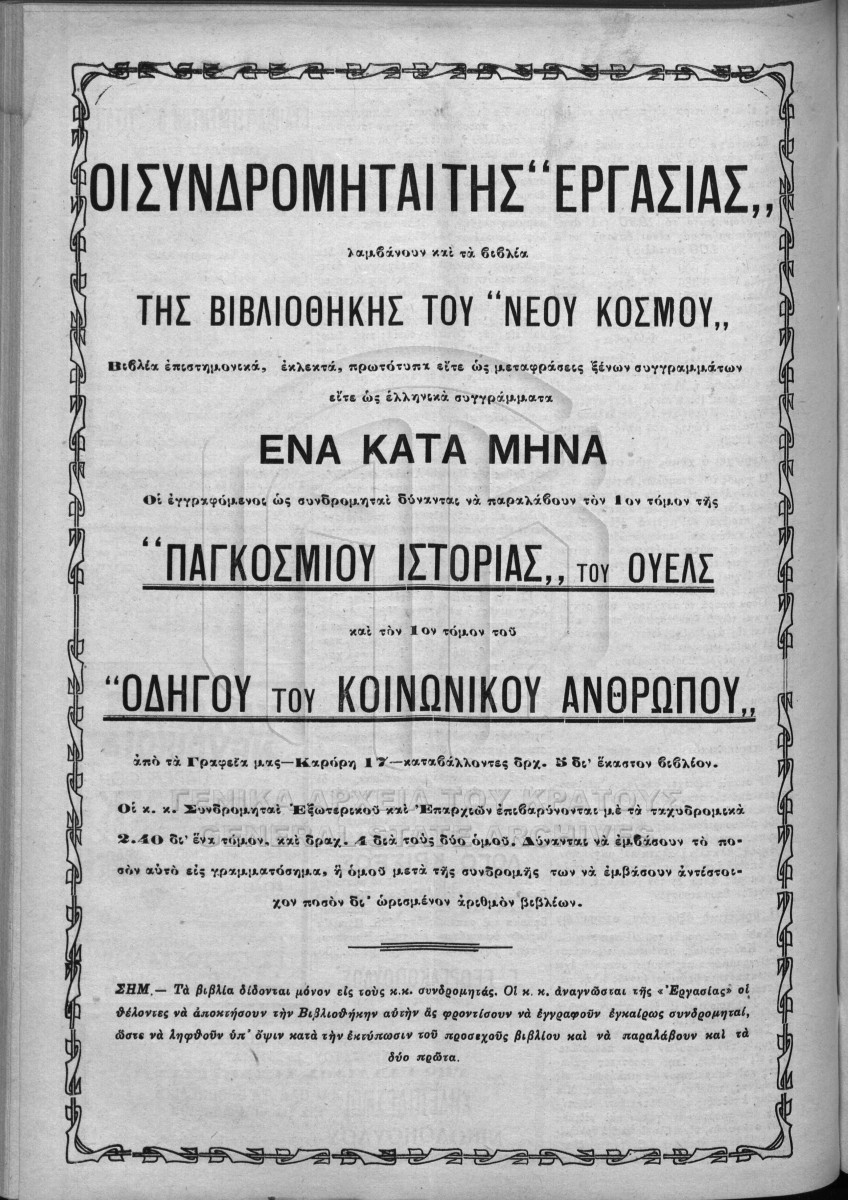 ΟΙ ΣΥΝΔΡΟΜΗΤΑΙ ΤΗΣ “ΕΡΓΑΣΙΑΣ„
λαμβάνουν καὶ τὰ βιβλία
ΤΗΣ ΒΙΒΛΙΟΘΗΚΗΣ ΤΟΥ “ΝΕΟΥ ΚΟΣΜΟΥ„
Βιβλία ἐπιστημονικά, ἐκλεκτά, πρωτότυπα εἴτε ὡς μεταφράσεις ξένων συγγραμμάτων
εἴτε ὡς ἑλληνικὰ συγγράμματα
ΕΝΑ ΚΑΤΑ ΜΗΝΑ
Οἱ ἐγγραφόμενοι ὡς συνδρομηταὶ δύνανται νὰ παραλάβουν τὸν 1ον τόμον τῆς
“ΠΑΓΚΟΣΜΙΟΥ ΙΣΤΟΡΙΑΣ„ ΤΟΥ ΟΥΕΛΣ
καὶ τὸν 1ον τόμον τοῦ
“ΟΔΗΓΟΥ ΤΟΥ ΚΟΙΝΩΝΙΚΟΥ ΑΝΘΡΩΠΟΥ„
ἀπὸ τὰ Γραφεῖα μας—Καρόρη 17—καταβάλλοντες δρχ. 5 δι' ἕκαστον βιβλίον.
ΓΕΝΙΚΑ ΑΡΧΕΙΑ ΤΟΥ ΚΡΑΤΟΥΣ
Οἱ κ. κ. Συνδρομηταὶ Ἐξωτερικοῦ καὶ Ἐπαρχιῶν ἐπιβαρύνονται μὲ τὰ ταχυδρομικὰ
GENERAL STATE ARCHIVES
2.40 δι' ἕνα τόμον, καὶ δραχ. 4 διὰ τοὺς δύο ὁμοῦ. Δύνανται νὰ ἐμβάσουν τὸ πο-
σὸν αὐτὸ εἰς γραμματόσημα, ἢ ὁμοῦ μετὰ τῆς συνδρομῆς των νὰ ἐμβάσουν ἀντίστοι-
χον ποσὸν δι' ὡρισμένον ἀριθμὸν βιβλίων.
ΣΗΜ.— Τὰ βιβλία δίδονται μόνον εἰς τοὺς κ.κ. συνδρομητάς. Οἱ κ. κ. ἀναγνῶσται τῆς «Ἐργασίας» οἱ
θέλοντες νὰ ἀποκτήσουν τὴν Βιβλιοθήκην αὐτὴν ἂς φροντίσουν νὰ ἐγγραφοῦν ἐγκαίρως συνδρομηταί,
ὥστε νὰ ληφθοῦν ὑπ' ὄψιν κατὰ τὴν ἐκτύπωσιν τοῦ προσεχοῦς βιβλίου καὶ νὰ παραλάβουν καὶ τὰ
δύο πρῶτα.